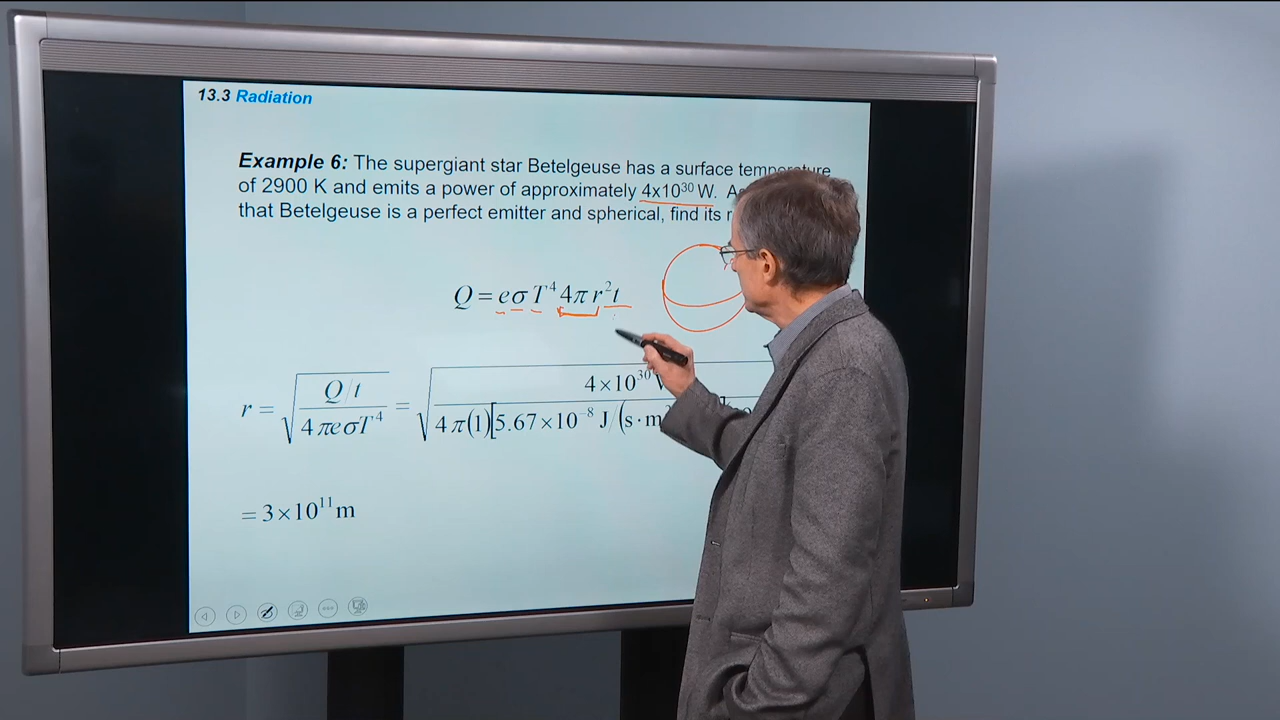 13.3 Radiation
Example 6: The supergiant star Betelgeuse has a surface temperature
of 2900 K and emits a power of approximately 4x10³⁰ W.
that Betelgeuse is a perfect emitter and spherical, find its
Q = eσT⁴4πr²t
r = √((Q/t)/(4πeσT⁴)) = √((4×10³⁰)/(4π(1)[5.67×10⁻⁸ J/(s·m
= 3×10¹¹ m